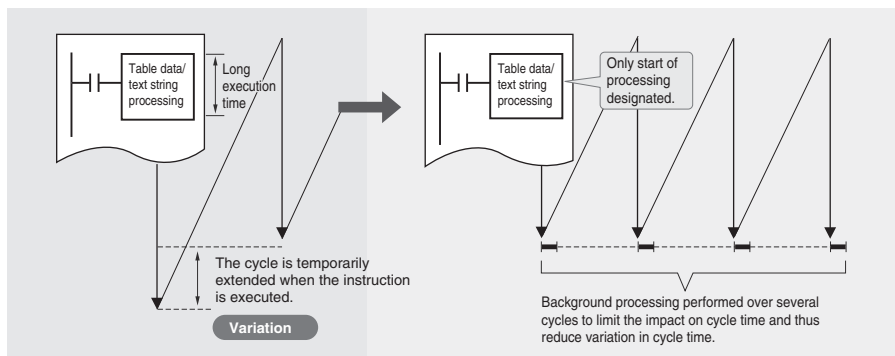 Table data/
text string
processing
Long
execution
time
The cycle is temporarily
extended when the instruction
is executed.
Variation
Table data/
text string
processing
Only start of
processing
designated.
Background processing performed over several
cycles to limit the impact on cycle time and thus
reduce variation in cycle time.